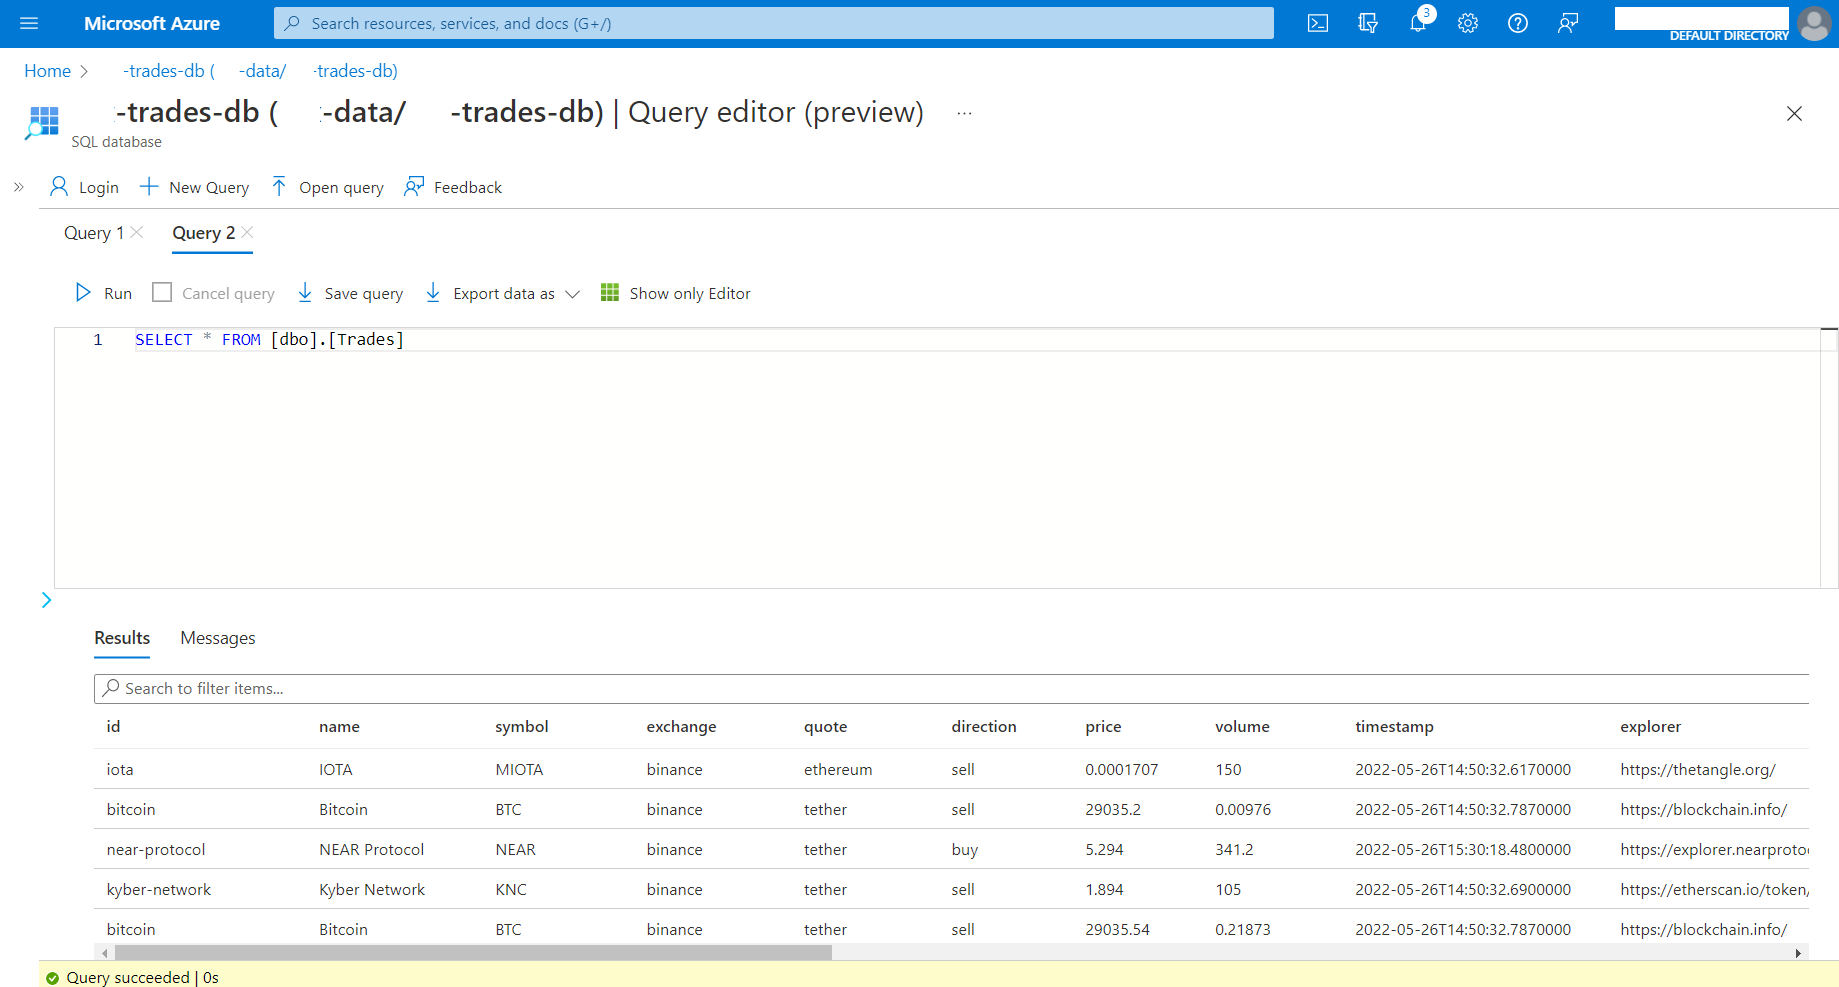 Microsoft Azure Search resources, services, and docs (G+/) 3
DEFAULT DIRECTORY
Home -trades-db ( -data/ -trades-db)
-trades-db ( -data/ -trades-db) | Query editor (preview) ...
SQL database
Login New Query Open query Feedback
Query 1 Query 2
Run Cancel query Save query Export data as Show only Editor
1 SELECT * FROM [dbo].[Trades]
Results Messages
Search to filter items...
id name symbol exchange quote direction price volume timestamp explorer
iota IOTA MIOTA binance ethereum sell 0.0001707 150 2022-05-26T14:50:32.6170000 https://thetangle.org/
bitcoin Bitcoin BTC binance tether sell 29035.2 0.00976 2022-05-26T14:50:32.7870000 https://blockchain.info/
near-protocol NEAR Protocol NEAR binance tether buy 5.294 341.2 2022-05-26T15:30:18.4800000 https://explorer.nearprotoc
kyber-network Kyber Network KNC binance tether sell 1.894 105 2022-05-26T14:50:32.6900000 https://etherscan.io/token/
bitcoin Bitcoin BTC binance tether sell 29035.54 0.21873 2022-05-26T14:50:32.7870000 https://blockchain.info/
Query succeeded | 0s